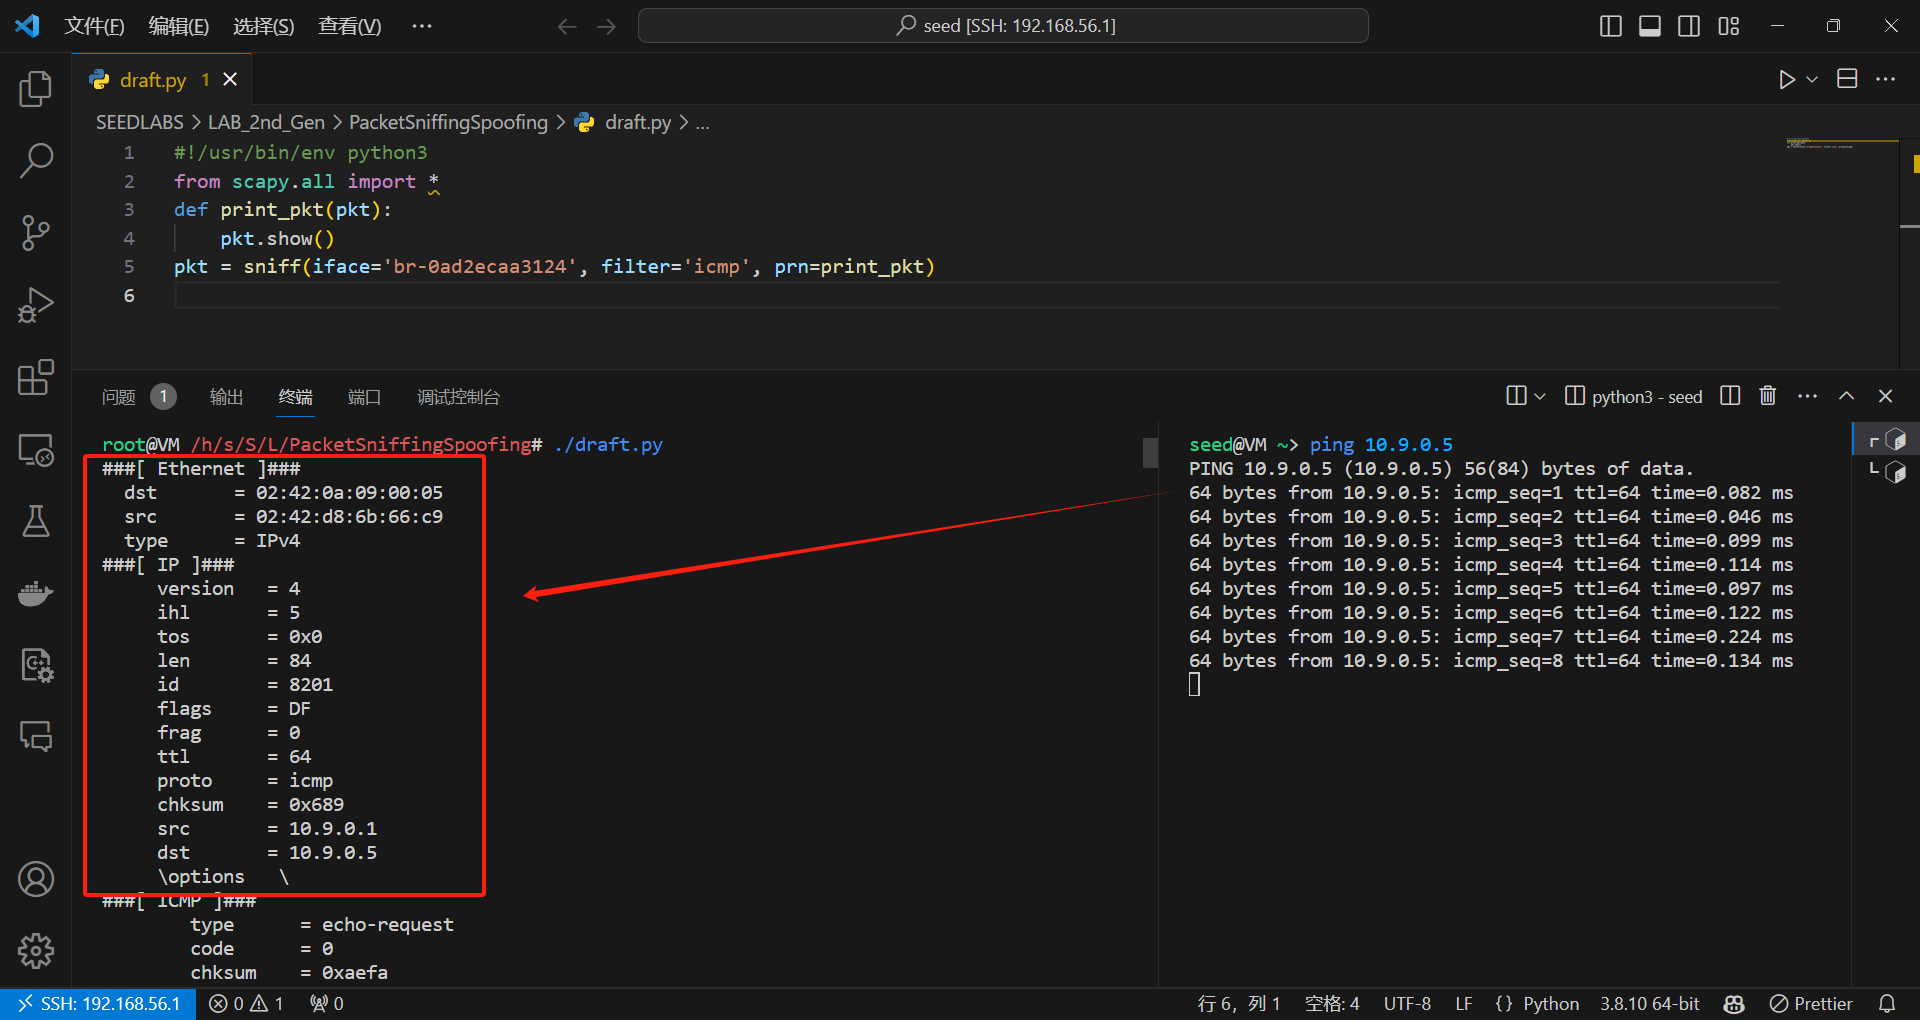 文件(F) 编辑(E) 选择(S) 查看(V) ··· seed [SSH: 192.168.56.1]
draft.py 1
SEEDLABS > LAB_2nd_Gen > PacketSniffingSpoofing > draft.py > ...
1 #!/usr/bin/env python3
2 from scapy.all import *
3 def print_pkt(pkt):
4     pkt.show()
5 pkt = sniff(iface='br-0ad2ecaa3124', filter='icmp', prn=print_pkt)
6
问题 1 输出 终端 端口 调试控制台 python3 - seed
root@VM /h/s/S/L/PacketSniffingSpoofing# ./draft.py
###[ Ethernet ]###
  dst       = 02:42:0a:09:00:05
  src       = 02:42:d8:6b:66:c9
  type      = IPv4
###[ IP ]###
     version   = 4
     ihl       = 5
     tos       = 0x0
     len       = 84
     id        = 8201
     flags     = DF
     frag      = 0
     ttl       = 64
     proto     = icmp
     chksum    = 0x689
     src       = 10.9.0.1
     dst       = 10.9.0.5
     \options   \
###[ ICMP ]###
        type      = echo-request
        code      = 0
        chksum    = 0xaefa
seed@VM ~> ping 10.9.0.5
PING 10.9.0.5 (10.9.0.5) 56(84) bytes of data.
64 bytes from 10.9.0.5: icmp_seq=1 ttl=64 time=0.082 ms
64 bytes from 10.9.0.5: icmp_seq=2 ttl=64 time=0.046 ms
64 bytes from 10.9.0.5: icmp_seq=3 ttl=64 time=0.099 ms
64 bytes from 10.9.0.5: icmp_seq=4 ttl=64 time=0.114 ms
64 bytes from 10.9.0.5: icmp_seq=5 ttl=64 time=0.097 ms
64 bytes from 10.9.0.5: icmp_seq=6 ttl=64 time=0.122 ms
64 bytes from 10.9.0.5: icmp_seq=7 ttl=64 time=0.224 ms
64 bytes from 10.9.0.5: icmp_seq=8 ttl=64 time=0.134 ms
SSH: 192.168.56.1 0 1 0 行 6, 列 1 空格: 4 UTF-8 LF {} Python 3.8.10 64-bit Prettier